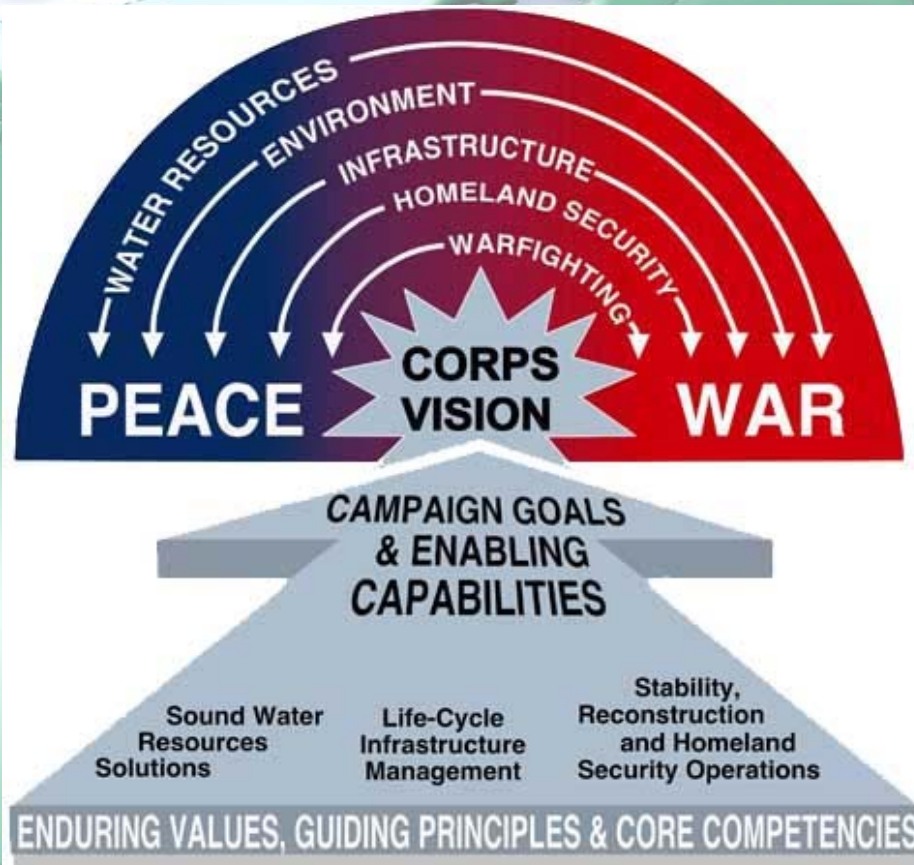 WATER RESOURCES
ENVIRONMENT
INFRASTRUCTURE
HOMELAND SECURITY
WARFIGHTING
PEACE
CORPS
VISION
WAR
CAMPAIGN GOALS
& ENABLING
CAPABILITIES
Sound Water
Resources
Solutions
Life-Cycle
Infrastructure
Management
Stability,
Reconstruction
and Homeland
Security Operations
ENDURING VALUES, GUIDING PRINCIPLES & CORE COMPETENCIES